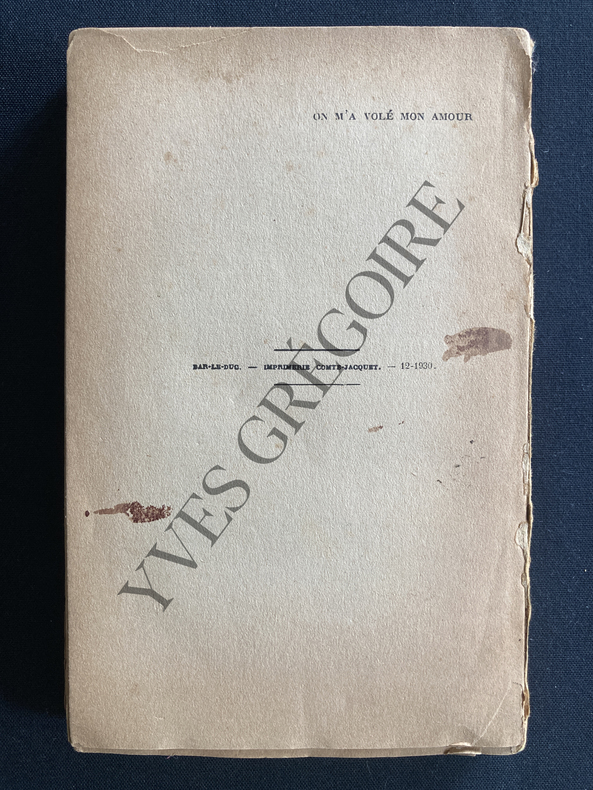 ON M'A VOLÉ MON AMOUR
BAR-LE-DUC. — IMPRIMERIE COMTE-JACQUET. — 12-1930.
YVES GRÉGOIRE